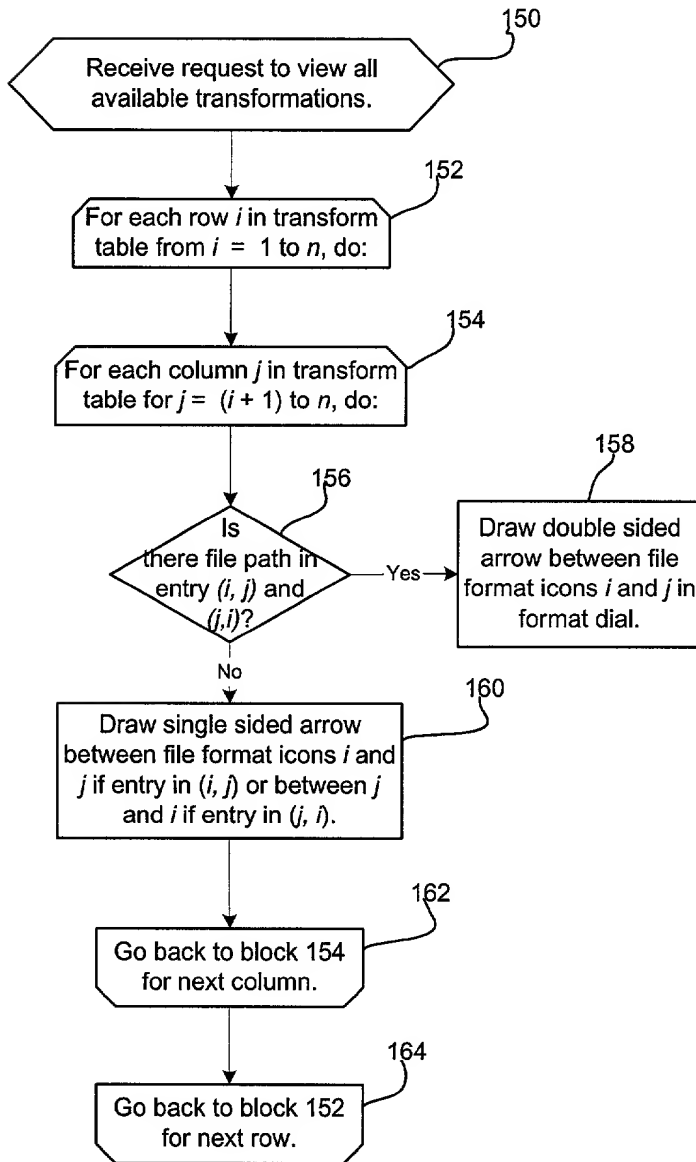 150
Receive request to view all
available transformations.
152
For each row i in transform
table from i = 1 to n, do:
154
For each column j in transform
table for j = (i + 1) to n, do:
156
Is
there file path in
entry (i, j) and
(j,i)?
Yes
158
Draw double sided
arrow between file
format icons i and j in
format dial.
No
160
Draw single sided arrow
between file format icons i and
j if entry in (i, j) or between j
and i if entry in (j, i).
162
Go back to block 154
for next column.
164
Go back to block 152
for next row.